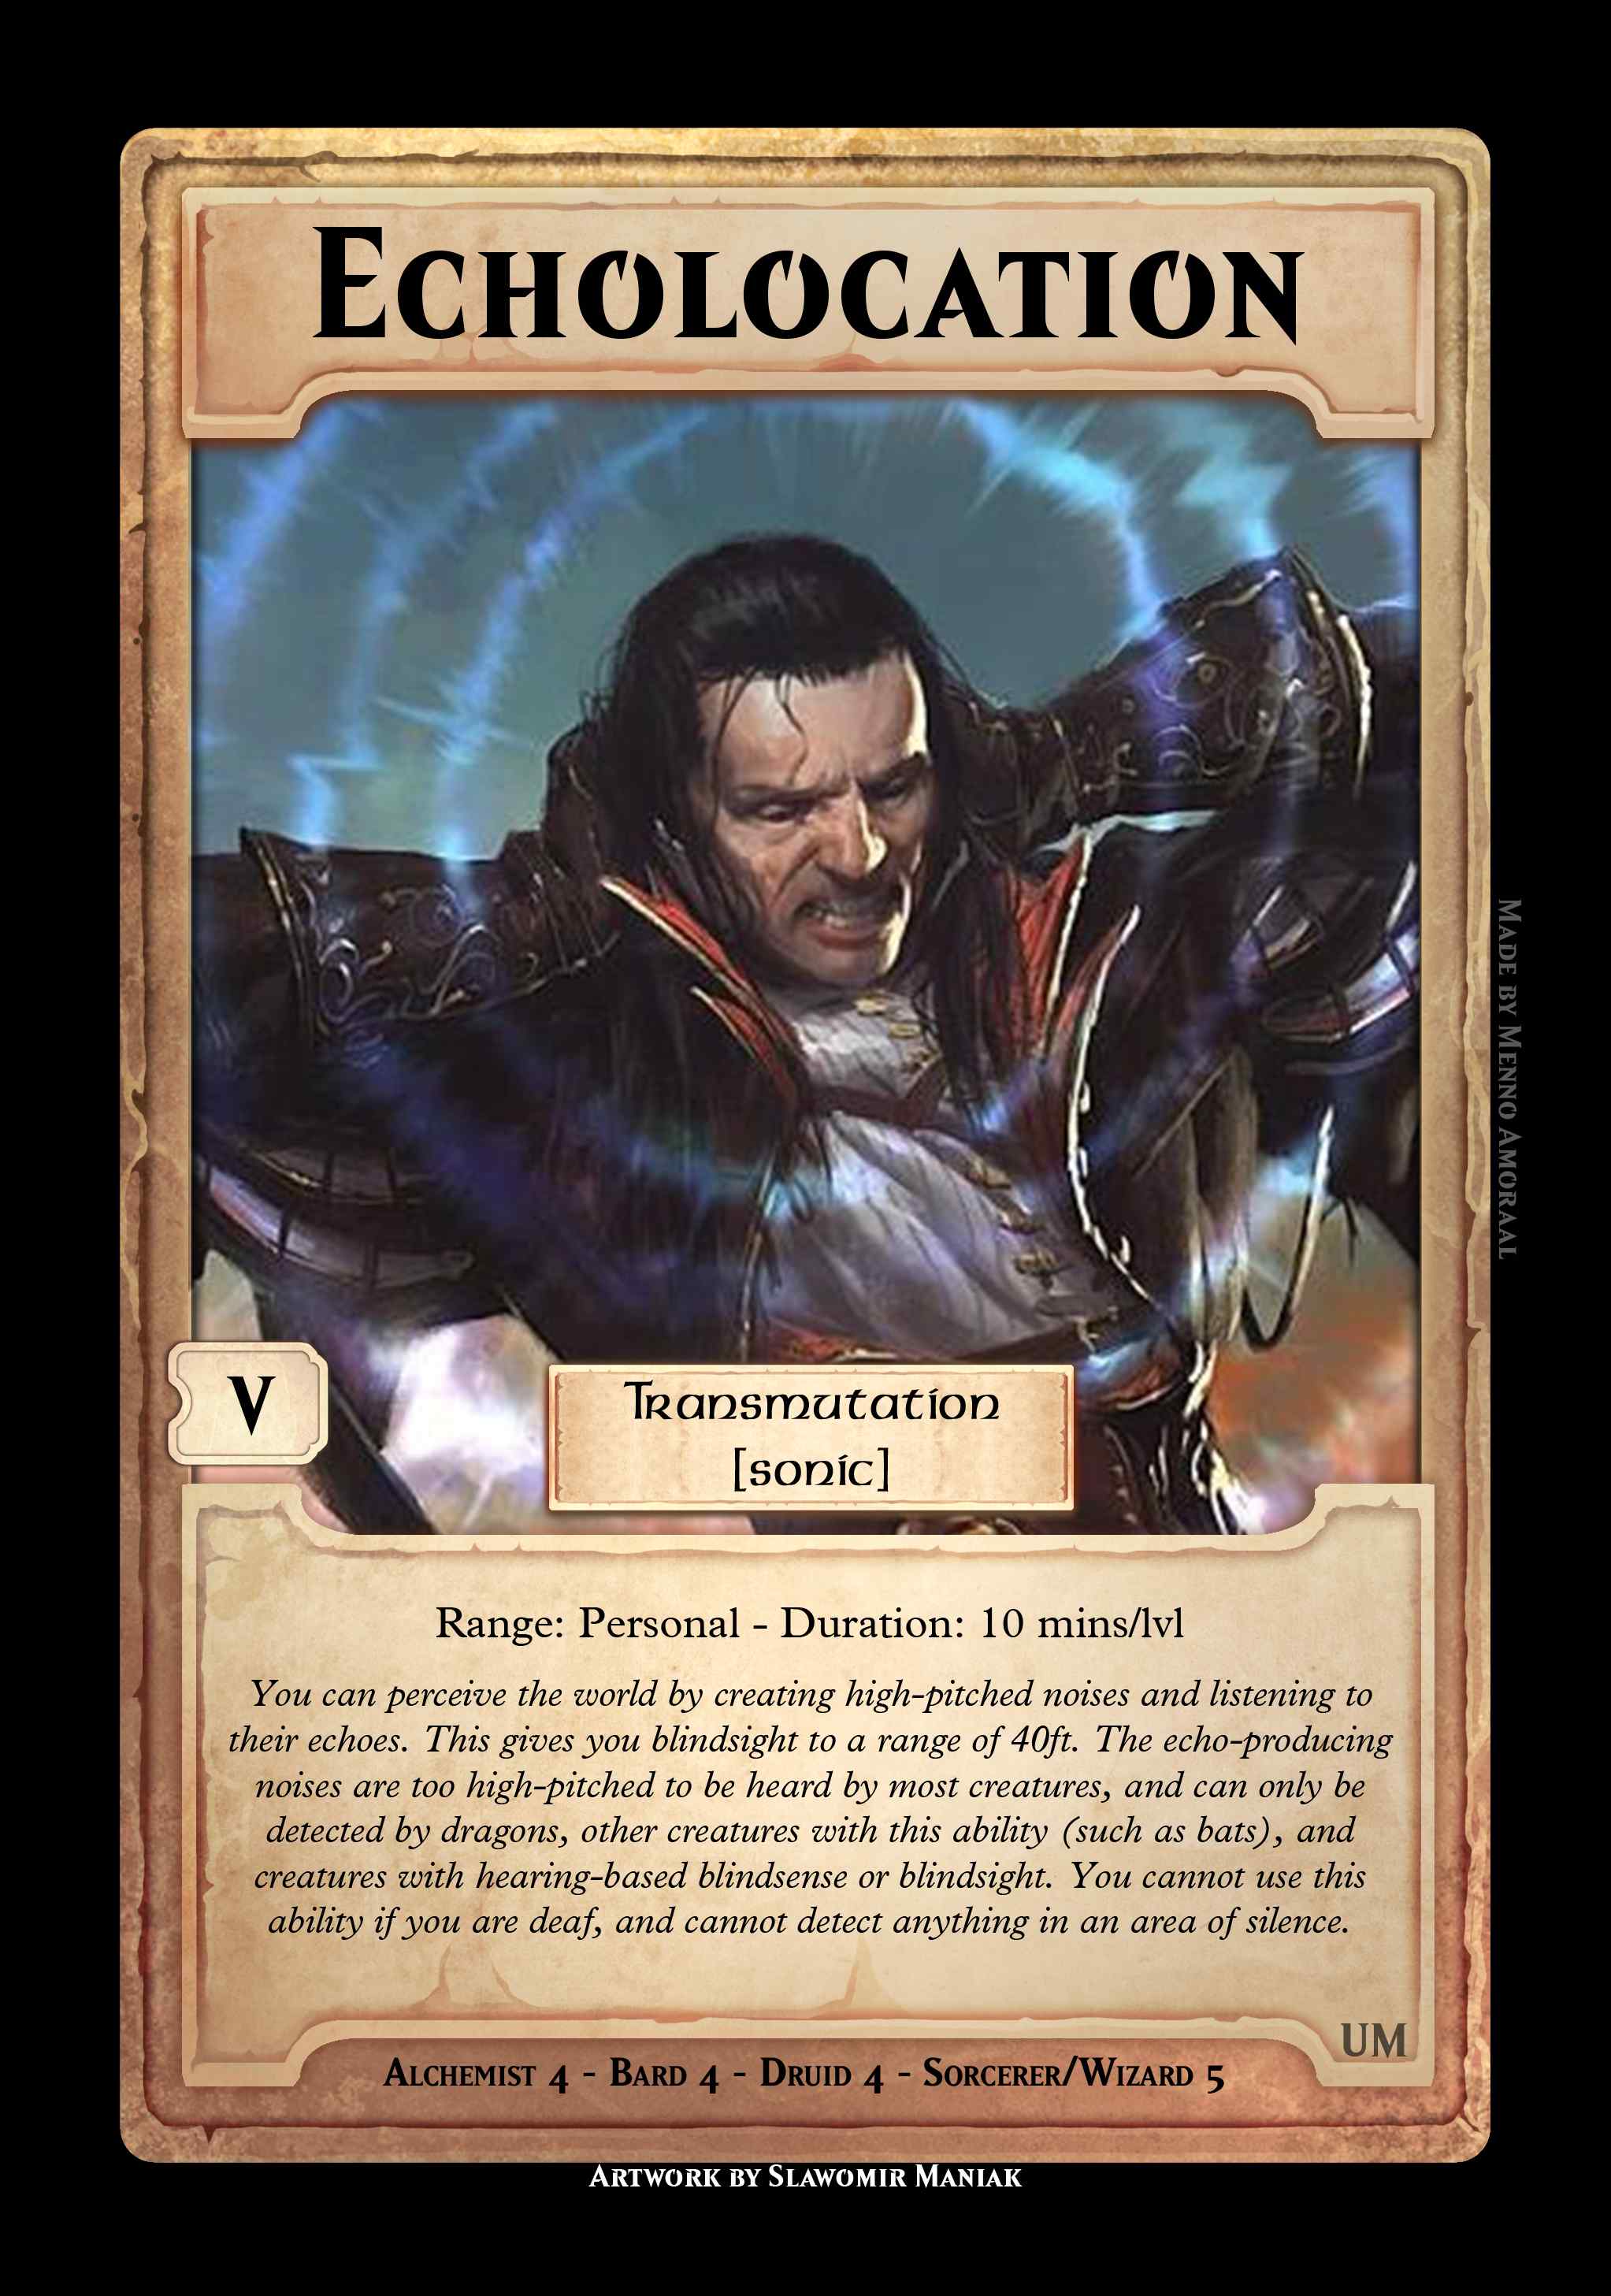 Echolocation
V
Transmutation
[sonic]
Range: Personal - Duration: 10 mins/lvl
You can perceive the world by creating high-pitched noises and listening to
their echoes. This gives you blindsight to a range of 40ft. The echo-producing
noises are too high-pitched to be heard by most creatures, and can only be
detected by dragons, other creatures with this ability (such as bats), and
creatures with hearing-based blindsense or blindsight. You cannot use this
ability if you are deaf, and cannot detect anything in an area of silence.
UM
Alchemist 4 - Bard 4 - Druid 4 - Sorcerer/Wizard 5
Artwork by Slawomir Maniak
Made by Menno Amoraal